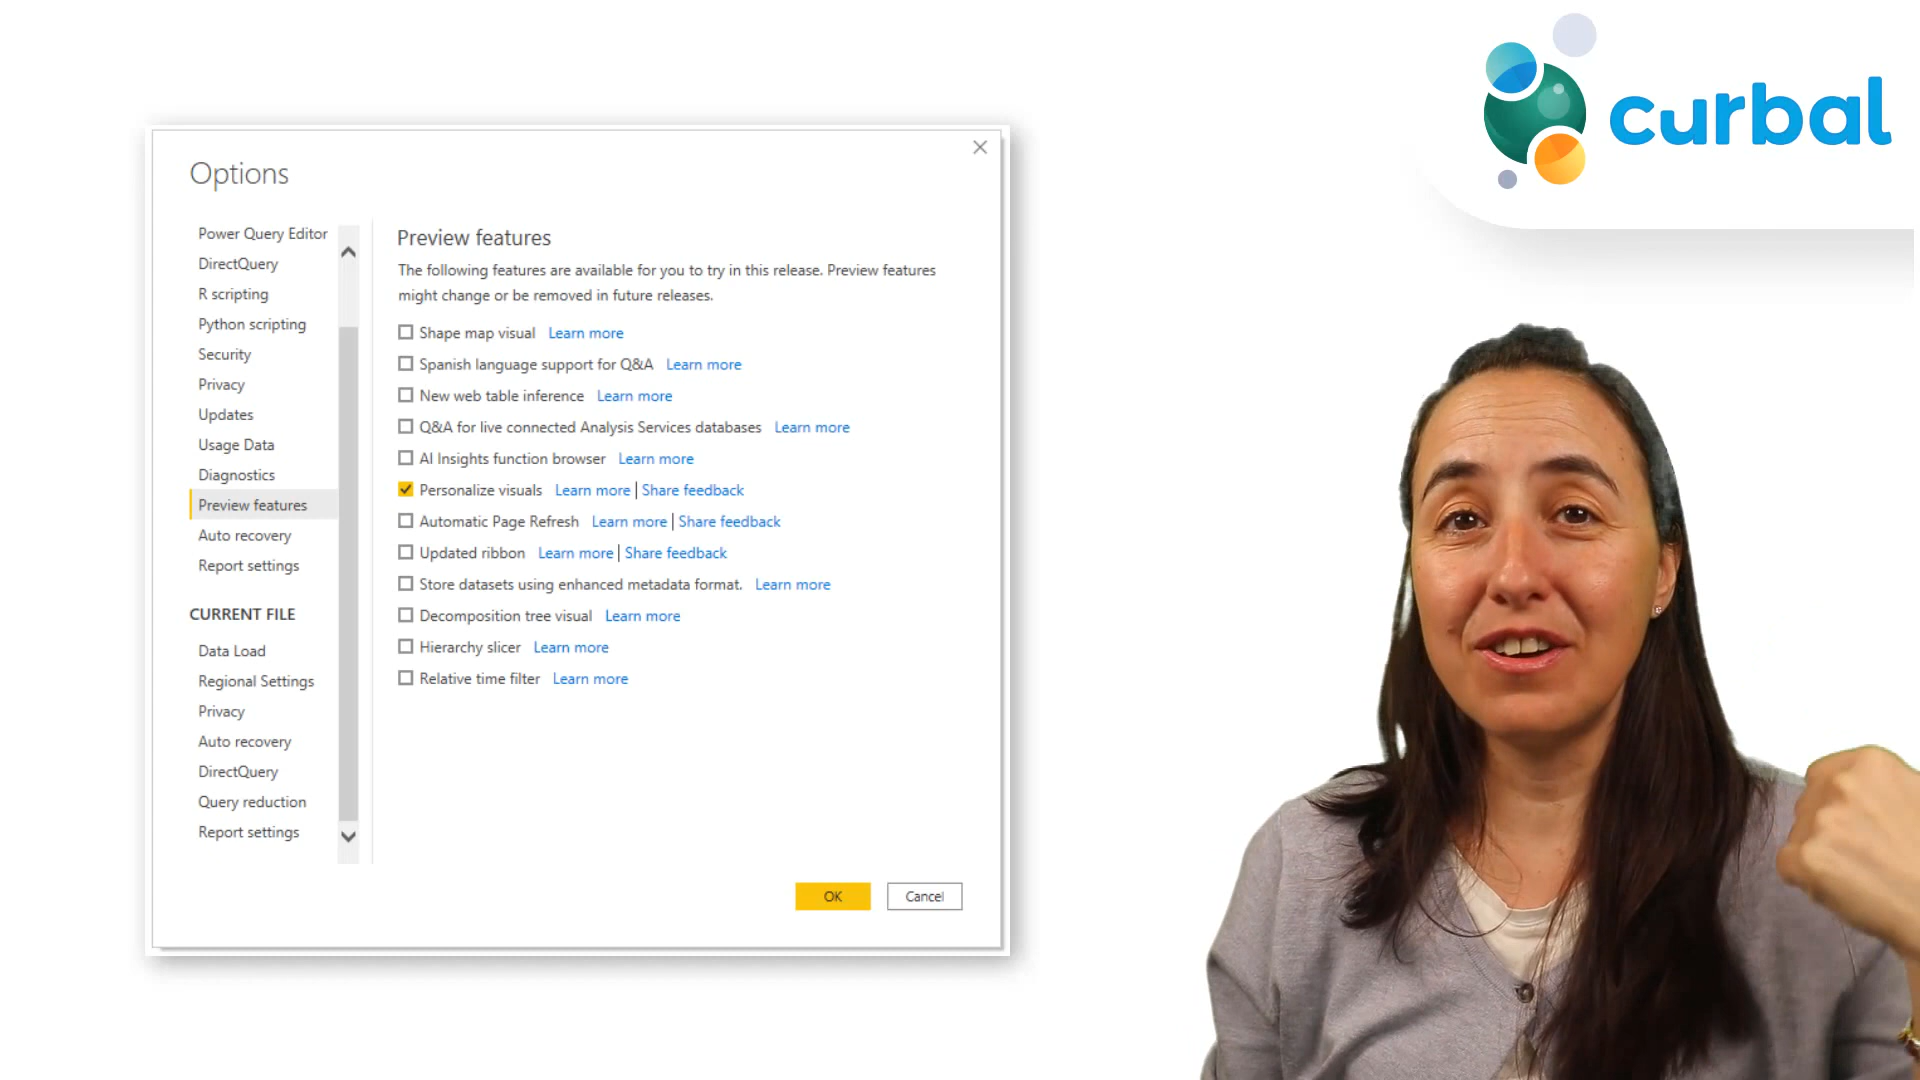 curbal
Options
Power Query Editor
DirectQuery
R scripting
Python scripting
Security
Privacy
Updates
Usage Data
Diagnostics
Preview features
Auto recovery
Report settings
CURRENT FILE
Data Load
Regional Settings
Privacy
Auto recovery
DirectQuery
Query reduction
Report settings
Preview features
The following features are available for you to try in this release. Preview features
might change or be removed in future releases.
Shape map visual Learn more
Spanish language support for Q&A Learn more
New web table inference Learn more
Q&A for live connected Analysis Services databases Learn more
AI Insights function browser Learn more
Personalize visuals Learn more | Share feedback
Automatic Page Refresh Learn more | Share feedback
Updated ribbon Learn more | Share feedback
Store datasets using enhanced metadata format. Learn more
Decomposition tree visual Learn more
Hierarchy slicer Learn more
Relative time filter Learn more
OK Cancel